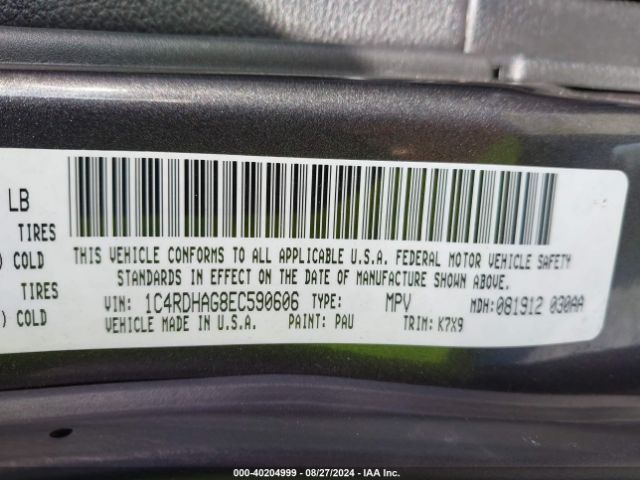 LB
TIRES
) COLD
TIRES
) COLD
THIS VEHICLE CONFORMS TO ALL APPLICABLE U.S.A. FEDERAL MOTOR VEHICLE SAFETY
STANDARDS IN EFFECT ON THE DATE OF MANUFACTURE SHOWN ABOVE.
VIN: 1C4RDHAG8EC590606 TYPE: MPV MDH: 081912 030AA
VEHICLE MADE IN U.S.A. PAINT: PAU TRIM: K7X9
000-40204999 - 08/27/2024 - IAA Inc.